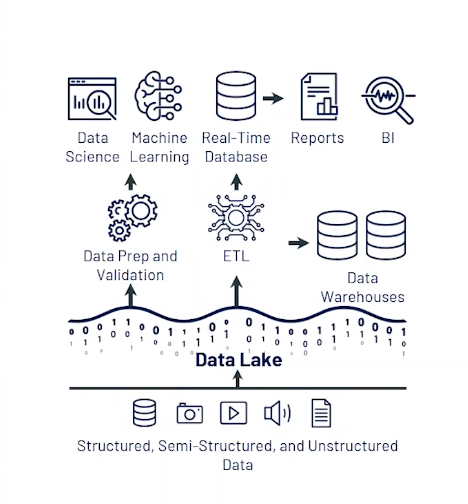 Data Science
Machine Learning
Real-Time Database
Reports
BI
Data Prep and
Validation
ETL
Data
Warehouses
Data Lake
Structured, Semi-Structured, and Unstructured
Data